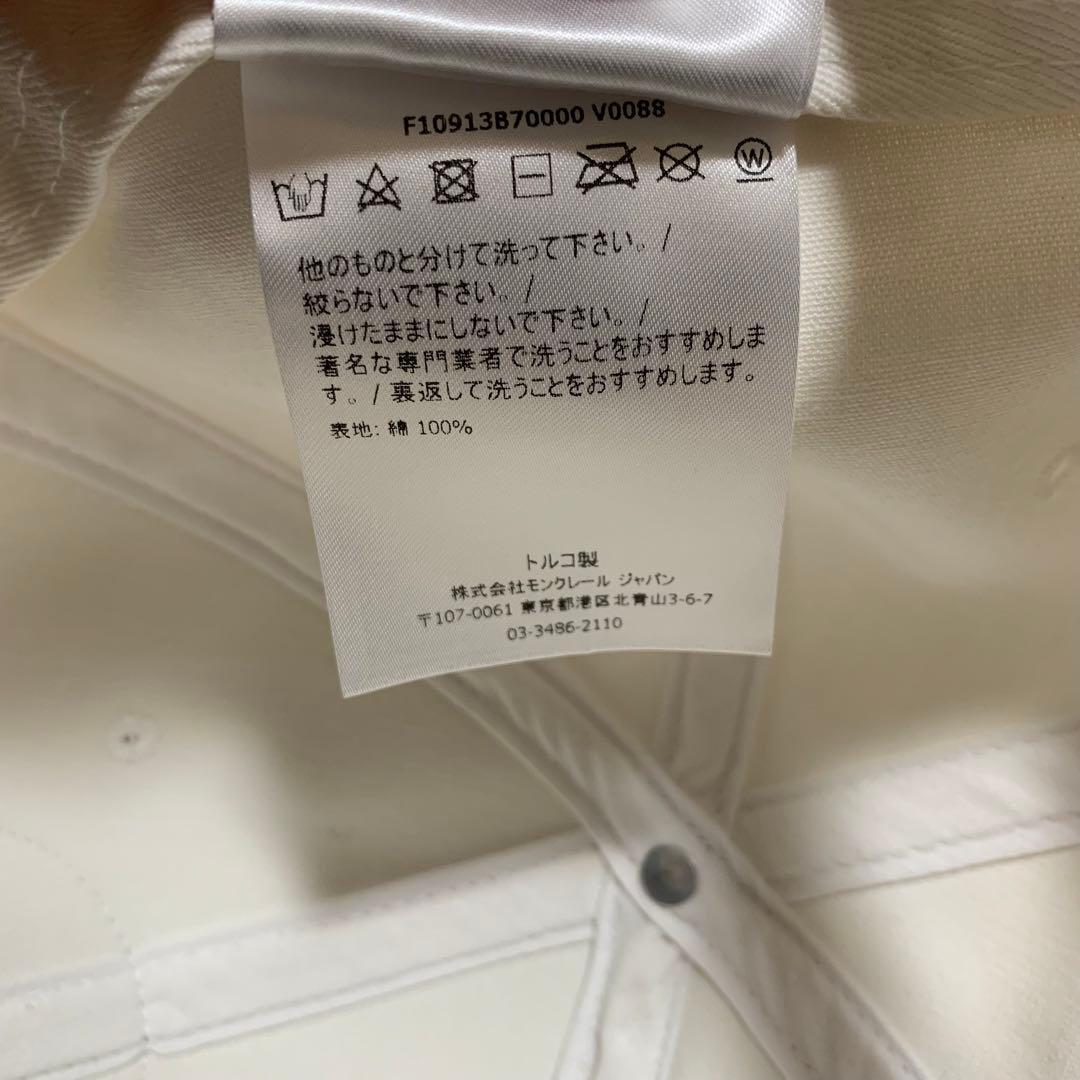 F10913B70000 V0088
W
他のものと分けて洗って下さい。/
絞らないで下さい。/
浸けたままにしないで下さい。/
著名な専門業者で洗うことをおすすめしま
す。/ 裏返して洗うことをおすすめします。
表地: 綿 100%
トルコ製
株式会社モンクレール ジャパン
〒107-0061 東京都港区北青山3-6-7
03-3486-2110